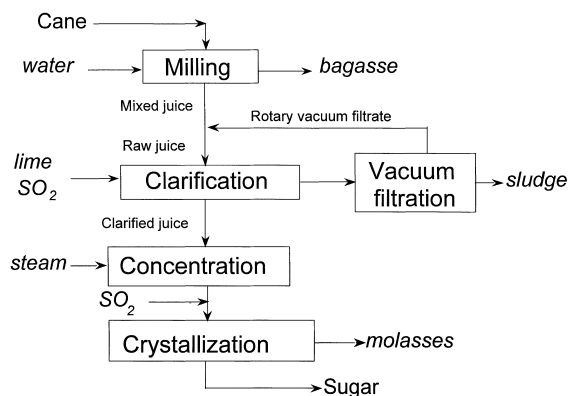 Cane
water
Milling
bagasse
Mixed juice
Rotary vacuum filtrate
Raw juice
lime
SO2
Clarification
Vacuum
filtration
sludge
Clarified juice
steam
Concentration
SO2
Crystallization
molasses
Sugar